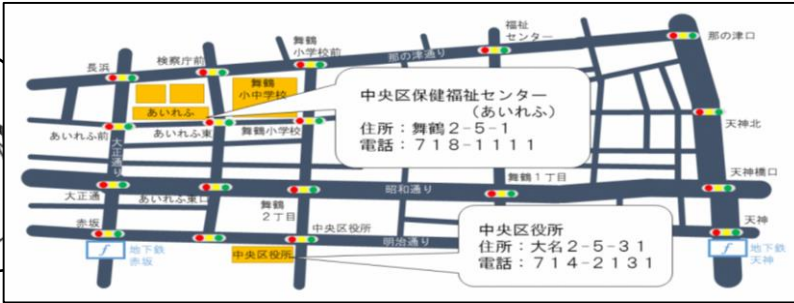 福祉
センター
那の津口
舞鶴
小学校前
那の津通り
検察庁前
長浜
舞鶴
小中学校
あいれふ
中央区保健福祉センター
（あいれふ）
住所：舞鶴２-５-１
電話：７１８-１１１１
天神北
あいれふ前
あいれふ東
舞鶴小学校
大正通り
舞鶴１丁目
天神橋口
大正通
あいれふ東口
舞鶴
２丁目
昭和通り
赤坂
中央区役所
明治通り
天神
地下鉄
赤坂
中央区役所
中央区役所
住所：大名２-５-３１
電話：７１４-２１３１
地下鉄
天神